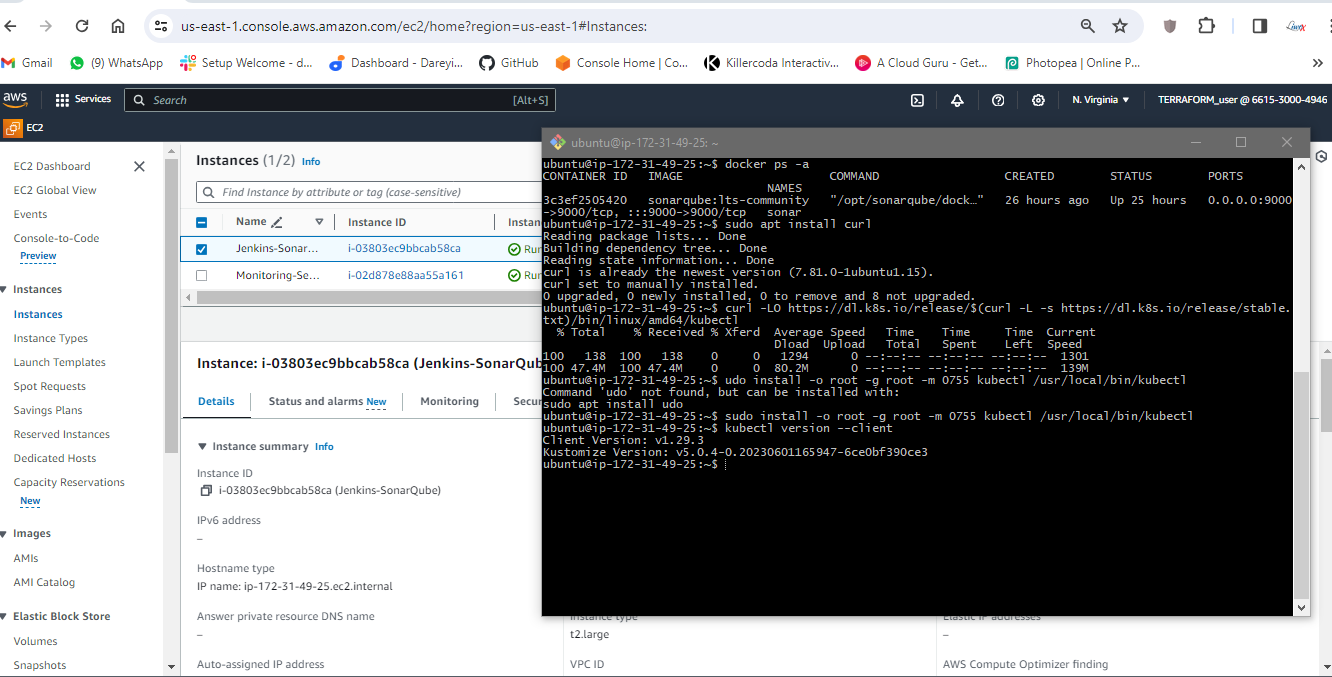 us-east-1.console.aws.amazon.com/ec2/home?region=us-east-1#Instances:
Gmail
(9) WhatsApp
Setup Welcome - d...
Dashboard - Dareyi...
GitHub
Console Home | Co...
Killercoda Interactiv...
A Cloud Guru - Get...
Photopea | Online P...
aws
Services
Search
[Alt+S]
N. Virginia
TERRAFORM_user @ 6615-3000-4946
EC2
EC2 Dashboard
EC2 Global View
Events
Console-to-Code
Preview
Instances
Instances
Instance Types
Launch Templates
Spot Requests
Savings Plans
Reserved Instances
Dedicated Hosts
Capacity Reservations
New
Images
AMIs
AMI Catalog
Elastic Block Store
Volumes
Snapshots
Instances (1/2) Info
Find Instance by attribute or tag (case-sensitive)
Name
Instance ID
Instan
Jenkins-Sonar...
i-03803ec9bbcab58ca
Run
Monitoring-Se...
i-02d878e88aa55a161
Run
Instance: i-03803ec9bbcab58ca (Jenkins-SonarQub
Details
Status and alarms New
Monitoring
Secu
Instance summary Info
Instance ID
i-03803ec9bbcab58ca (Jenkins-SonarQube)
IPv6 address
–
Hostname type
IP name: ip-172-31-49-25.ec2.internal
Answer private resource DNS name
–
Auto-assigned IP address
Instance type
t2.large
VPC ID
Elastic IP addresses
–
AWS Compute Optimizer finding
ubuntu@ip-172-31-49-25: ~
ubuntu@ip-172-31-49-25:~$ docker ps -a
CONTAINER ID   IMAGE                    COMMAND                  CREATED        STATUS        PORTS
NAMES
3c3ef2505420   sonarqube:lts-community   "/opt/sonarqube/dock…"   26 hours ago   Up 25 hours   0.0.0.0:9000
->9000/tcp, :::9000->9000/tcp   sonar
ubuntu@ip-172-31-49-25:~$ sudo apt install curl
Reading package lists... Done
Building dependency tree... Done
Reading state information... Done
curl is already the newest version (7.81.0-1ubuntu1.15).
curl set to manually installed.
0 upgraded, 0 newly installed, 0 to remove and 8 not upgraded.
ubuntu@ip-172-31-49-25:~$ curl -LO https://dl.k8s.io/release/$(curl -L -s https://dl.k8s.io/release/stable.
txt)/bin/linux/amd64/kubectl
% Total    % Received % Xferd  Average Speed   Time    Time     Time  Current
Dload  Upload   Total   Spent    Left  Speed
100   138  100   138    0     0   1294      0 --:--:-- --:--:-- --:--:--  1301
100 47.4M  100 47.4M    0     0  80.2M      0 --:--:-- --:--:-- --:--:--  139M
ubuntu@ip-172-31-49-25:~$ udo install -o root -g root -m 0755 kubectl /usr/local/bin/kubectl
Command 'udo' not found, but can be installed with:
sudo apt install udo
ubuntu@ip-172-31-49-25:~$ sudo install -o root -g root -m 0755 kubectl /usr/local/bin/kubectl
ubuntu@ip-172-31-49-25:~$ kubectl version --client
Client Version: v1.29.3
Kustomize Version: v5.0.4-0.20230601165947-6ce0bf390ce3
ubuntu@ip-172-31-49-25:~$